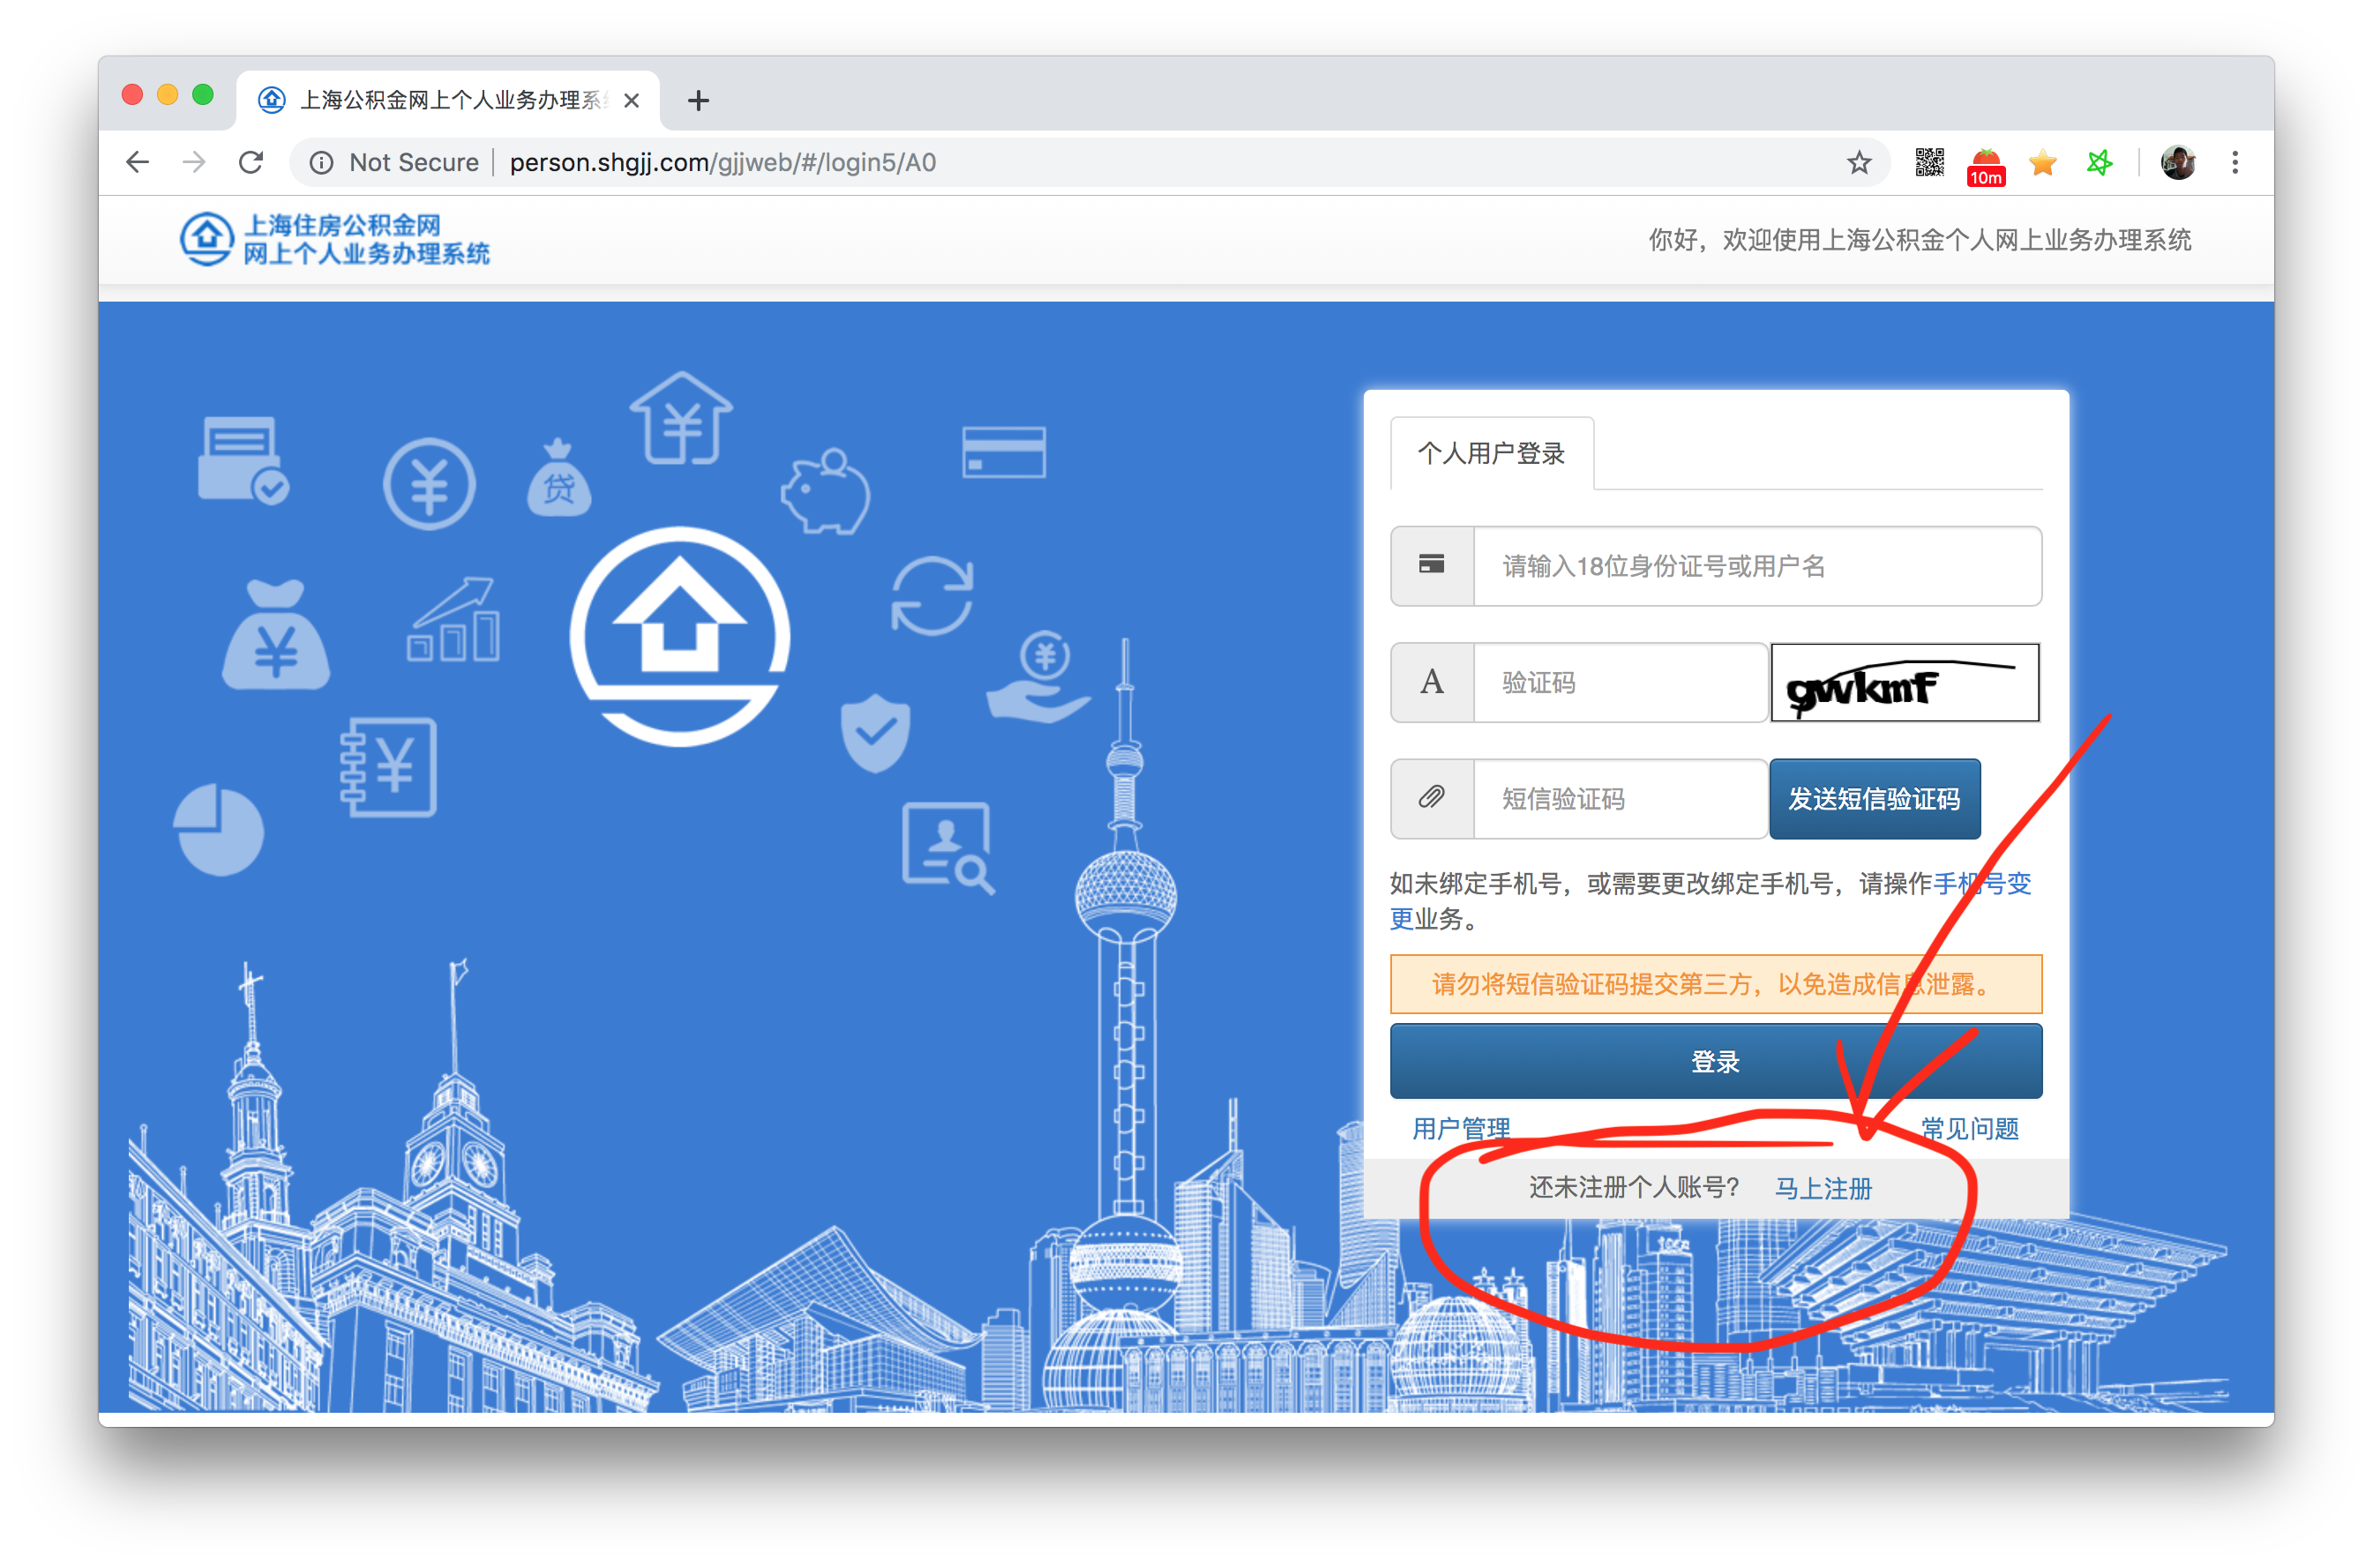 上海公积金网上个人业务办理系
10m
Not Secure
person.shgjj.com/gjjweb/#/login5/A0
上海住房公积金网
网上个人业务办理系统
你好，欢迎使用上海公积金个人网上业务办理系统
贷
个人用户登录
请输入18位身份证号或用户名
A
验证码
gwkmf
短信验证码
发送短信验证码
如未绑定手机号，或需要更改绑定手机号，请操作手机号变
更业务。
请勿将短信验证码提交第三方，以免造成信息泄露。
登录
用户管理
常见问题
还未注册个人账号？
马上注册